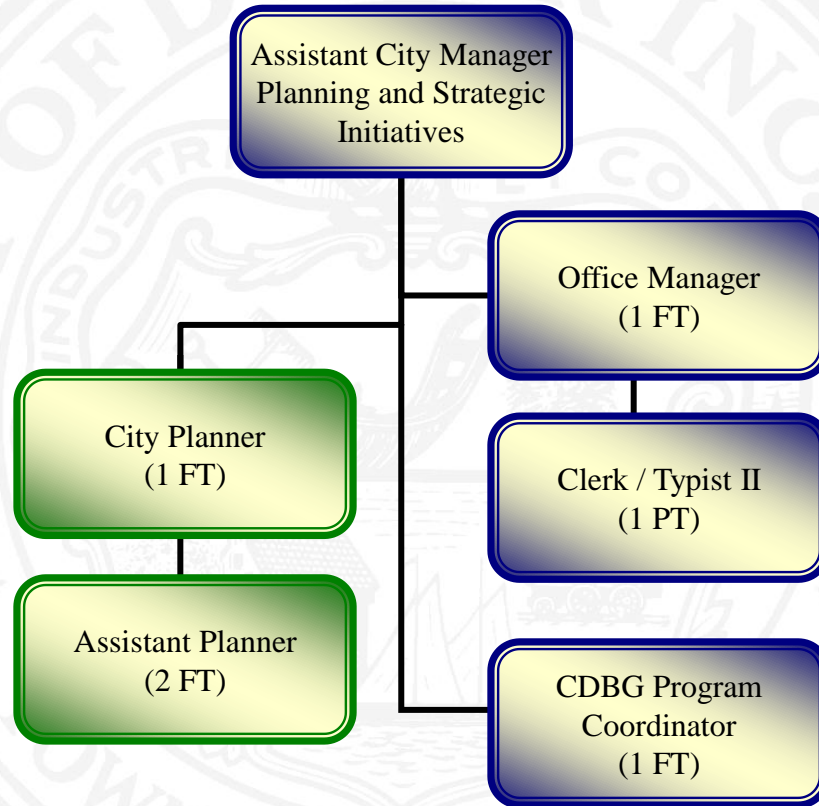 Assistant City Manager
Planning and Strategic
Initiatives
Office Manager
(1 FT)
City Planner
(1 FT)
Clerk / Typist II
(1 PT)
Assistant Planner
(2 FT)
CDBG Program
Coordinator
(1 FT)